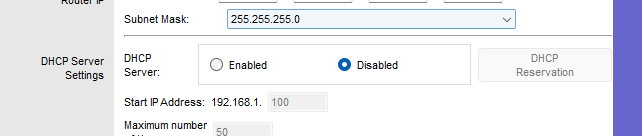 Router IP
Subnet Mask: 255.255.255.0
DHCP Server Settings
DHCP Server: Enabled Disabled
DHCP Reservation
Start IP Address: 192.168.1. 100
Maximum number 50